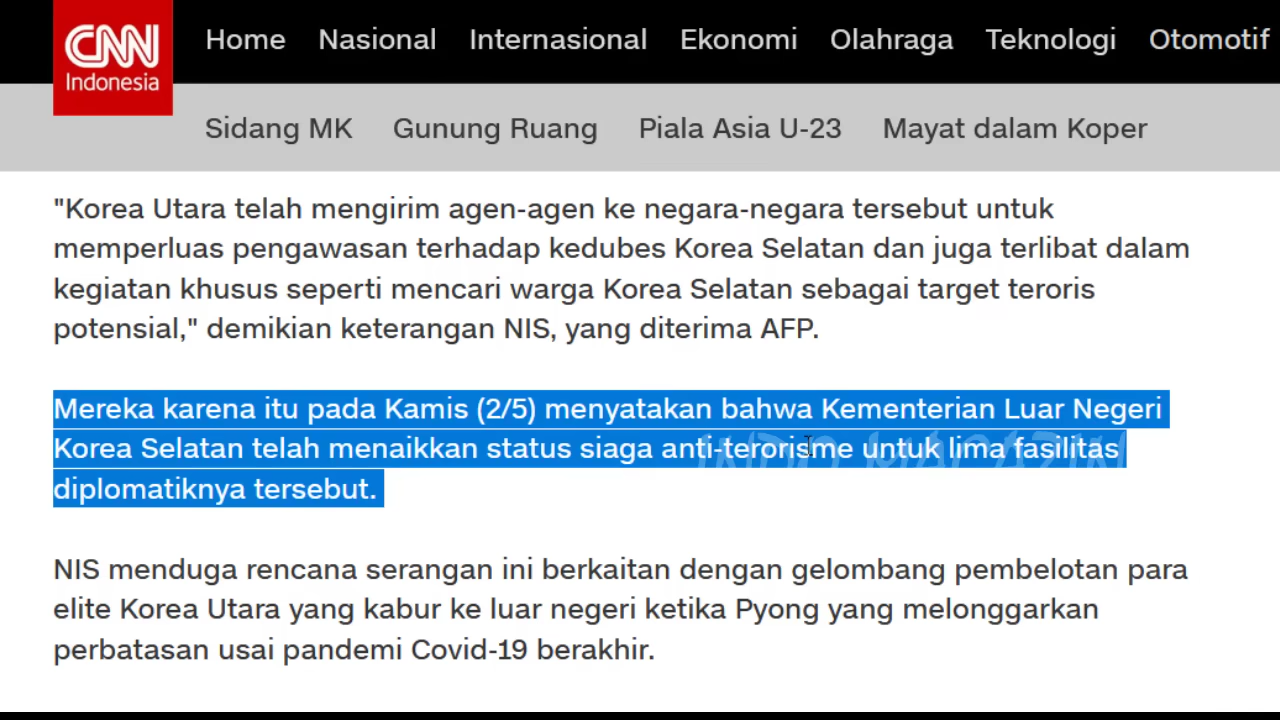 CNN
Indonesia
Home Nasional Internasional Ekonomi Olahraga Teknologi Otomotif
Sidang MK Gunung Ruang Piala Asia U-23 Mayat dalam Koper
"Korea Utara telah mengirim agen-agen ke negara-negara tersebut untuk
memperluas pengawasan terhadap kedubes Korea Selatan dan juga terlibat dalam
kegiatan khusus seperti mencari warga Korea Selatan sebagai target teroris
potensial," demikian keterangan NIS, yang diterima AFP.
Mereka karena itu pada Kamis (2/5) menyatakan bahwa Kementerian Luar Negeri
Korea Selatan telah menaikkan status siaga anti-terorisme untuk lima fasilitas
diplomatiknya tersebut.
INDO MAGAZIN
NIS menduga rencana serangan ini berkaitan dengan gelombang pembelotan para
elite Korea Utara yang kabur ke luar negeri ketika Pyong yang melonggarkan
perbatasan usai pandemi Covid-19 berakhir.